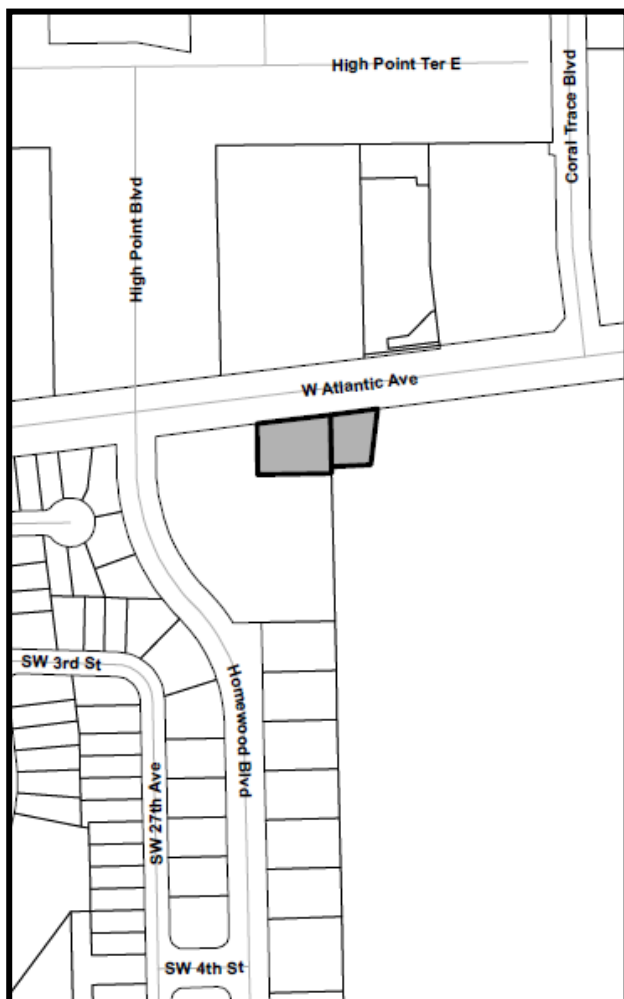 High Point Ter E
Coral Trace Blvd
High Point Blvd
W Atlantic Ave
SW 3rd St
Homewood Blvd
SW 27th Ave
SW 4th St